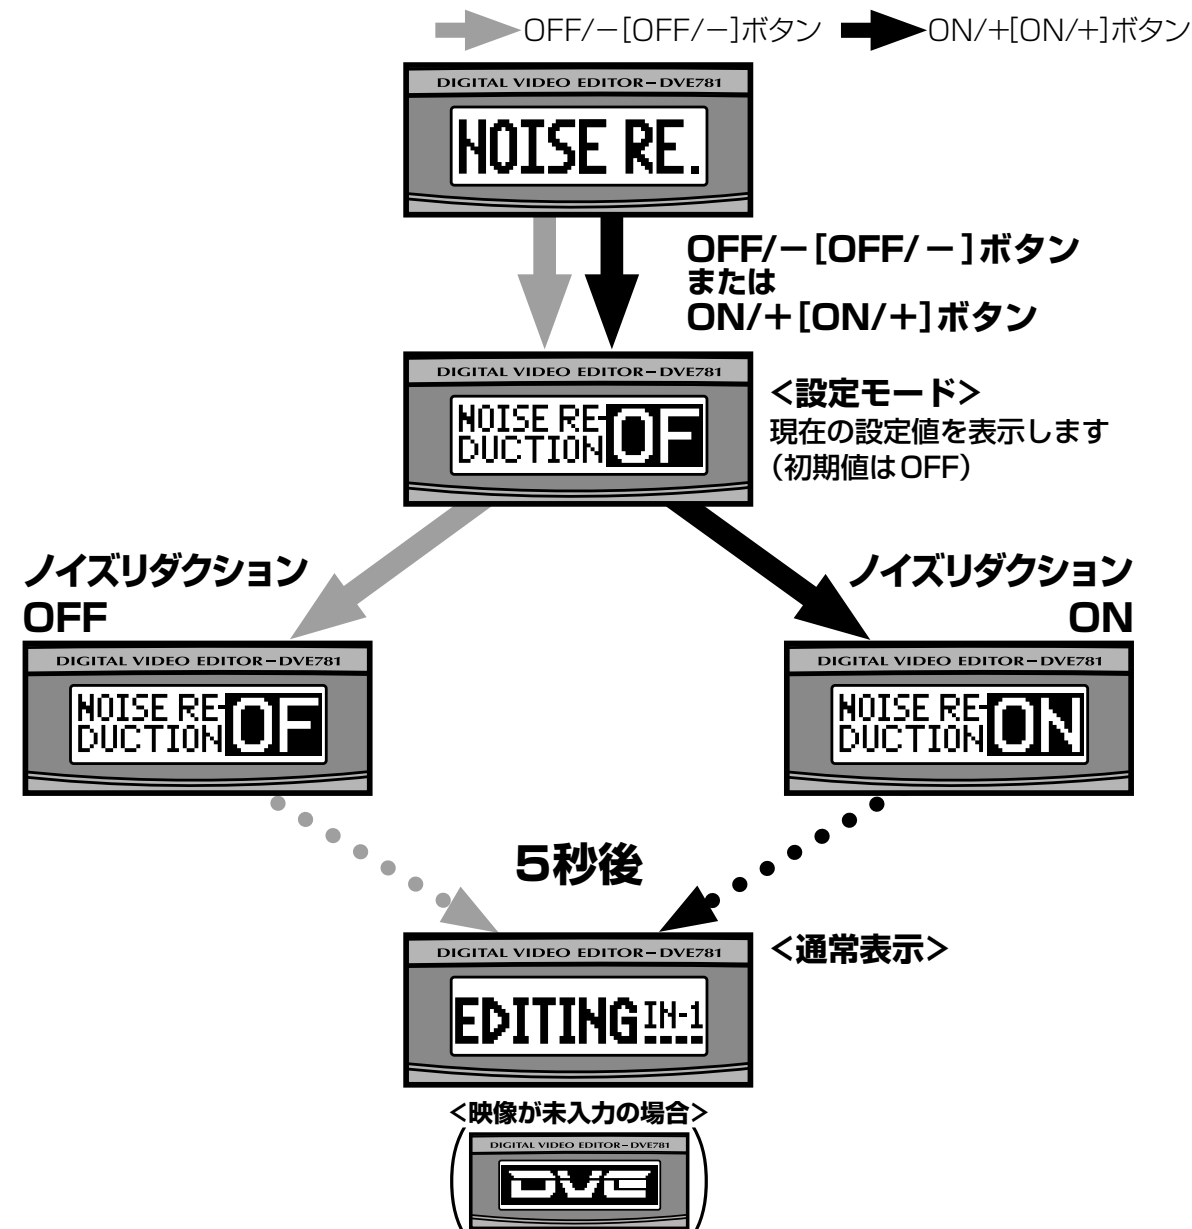 OFF/−[OFF/−]ボタン ON/+[ON/+]ボタン
DIGITAL VIDEO EDITOR−DVE781
NOISE RE.
OFF/−[OFF/−]ボタン
または
ON/+[ON/+]ボタン
DIGITAL VIDEO EDITOR−DVE781
NOISE RE-
DUCTION OF
<設定モード>
現在の設定値を表示します
(初期値はOFF)
ノイズリダクション
OFF
DIGITAL VIDEO EDITOR−DVE781
NOISE RE-
DUCTION OF
ノイズリダクション
ON
DIGITAL VIDEO EDITOR−DVE781
NOISE RE-
DUCTION ON
5秒後
DIGITAL VIDEO EDITOR−DVE781
EDITING IN-1
<通常表示>
<映像が未入力の場合>
DIGITAL VIDEO EDITOR−DVE781
DVE